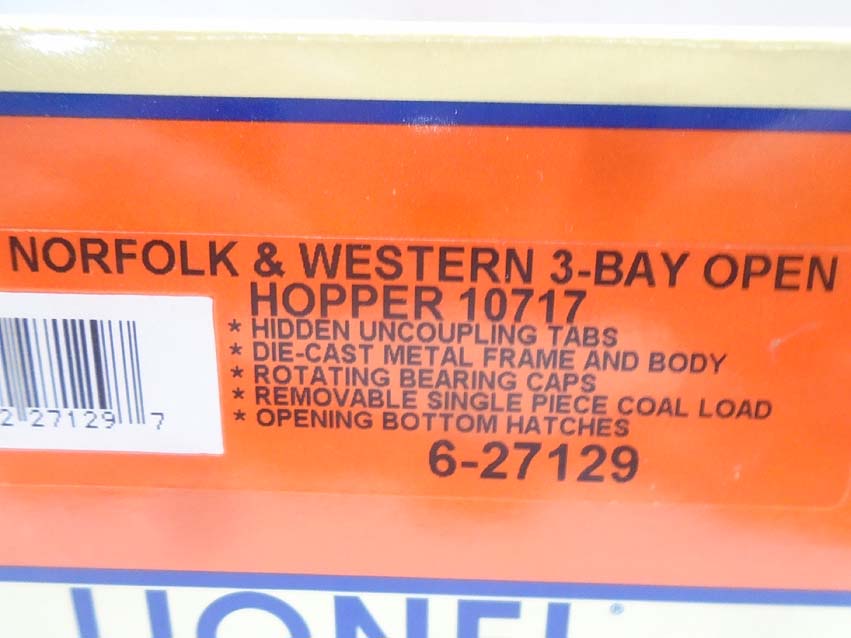 NORFOLK & WESTERN 3-BAY OPEN
HOPPER 10717
* HIDDEN UNCOUPLING TABS
* DIE-CAST METAL FRAME AND BODY
* ROTATING BEARING CAPS
* REMOVABLE SINGLE PIECE COAL LOAD
* OPENING BOTTOM HATCHES
2 27129 7
6-27129
LIONEL®